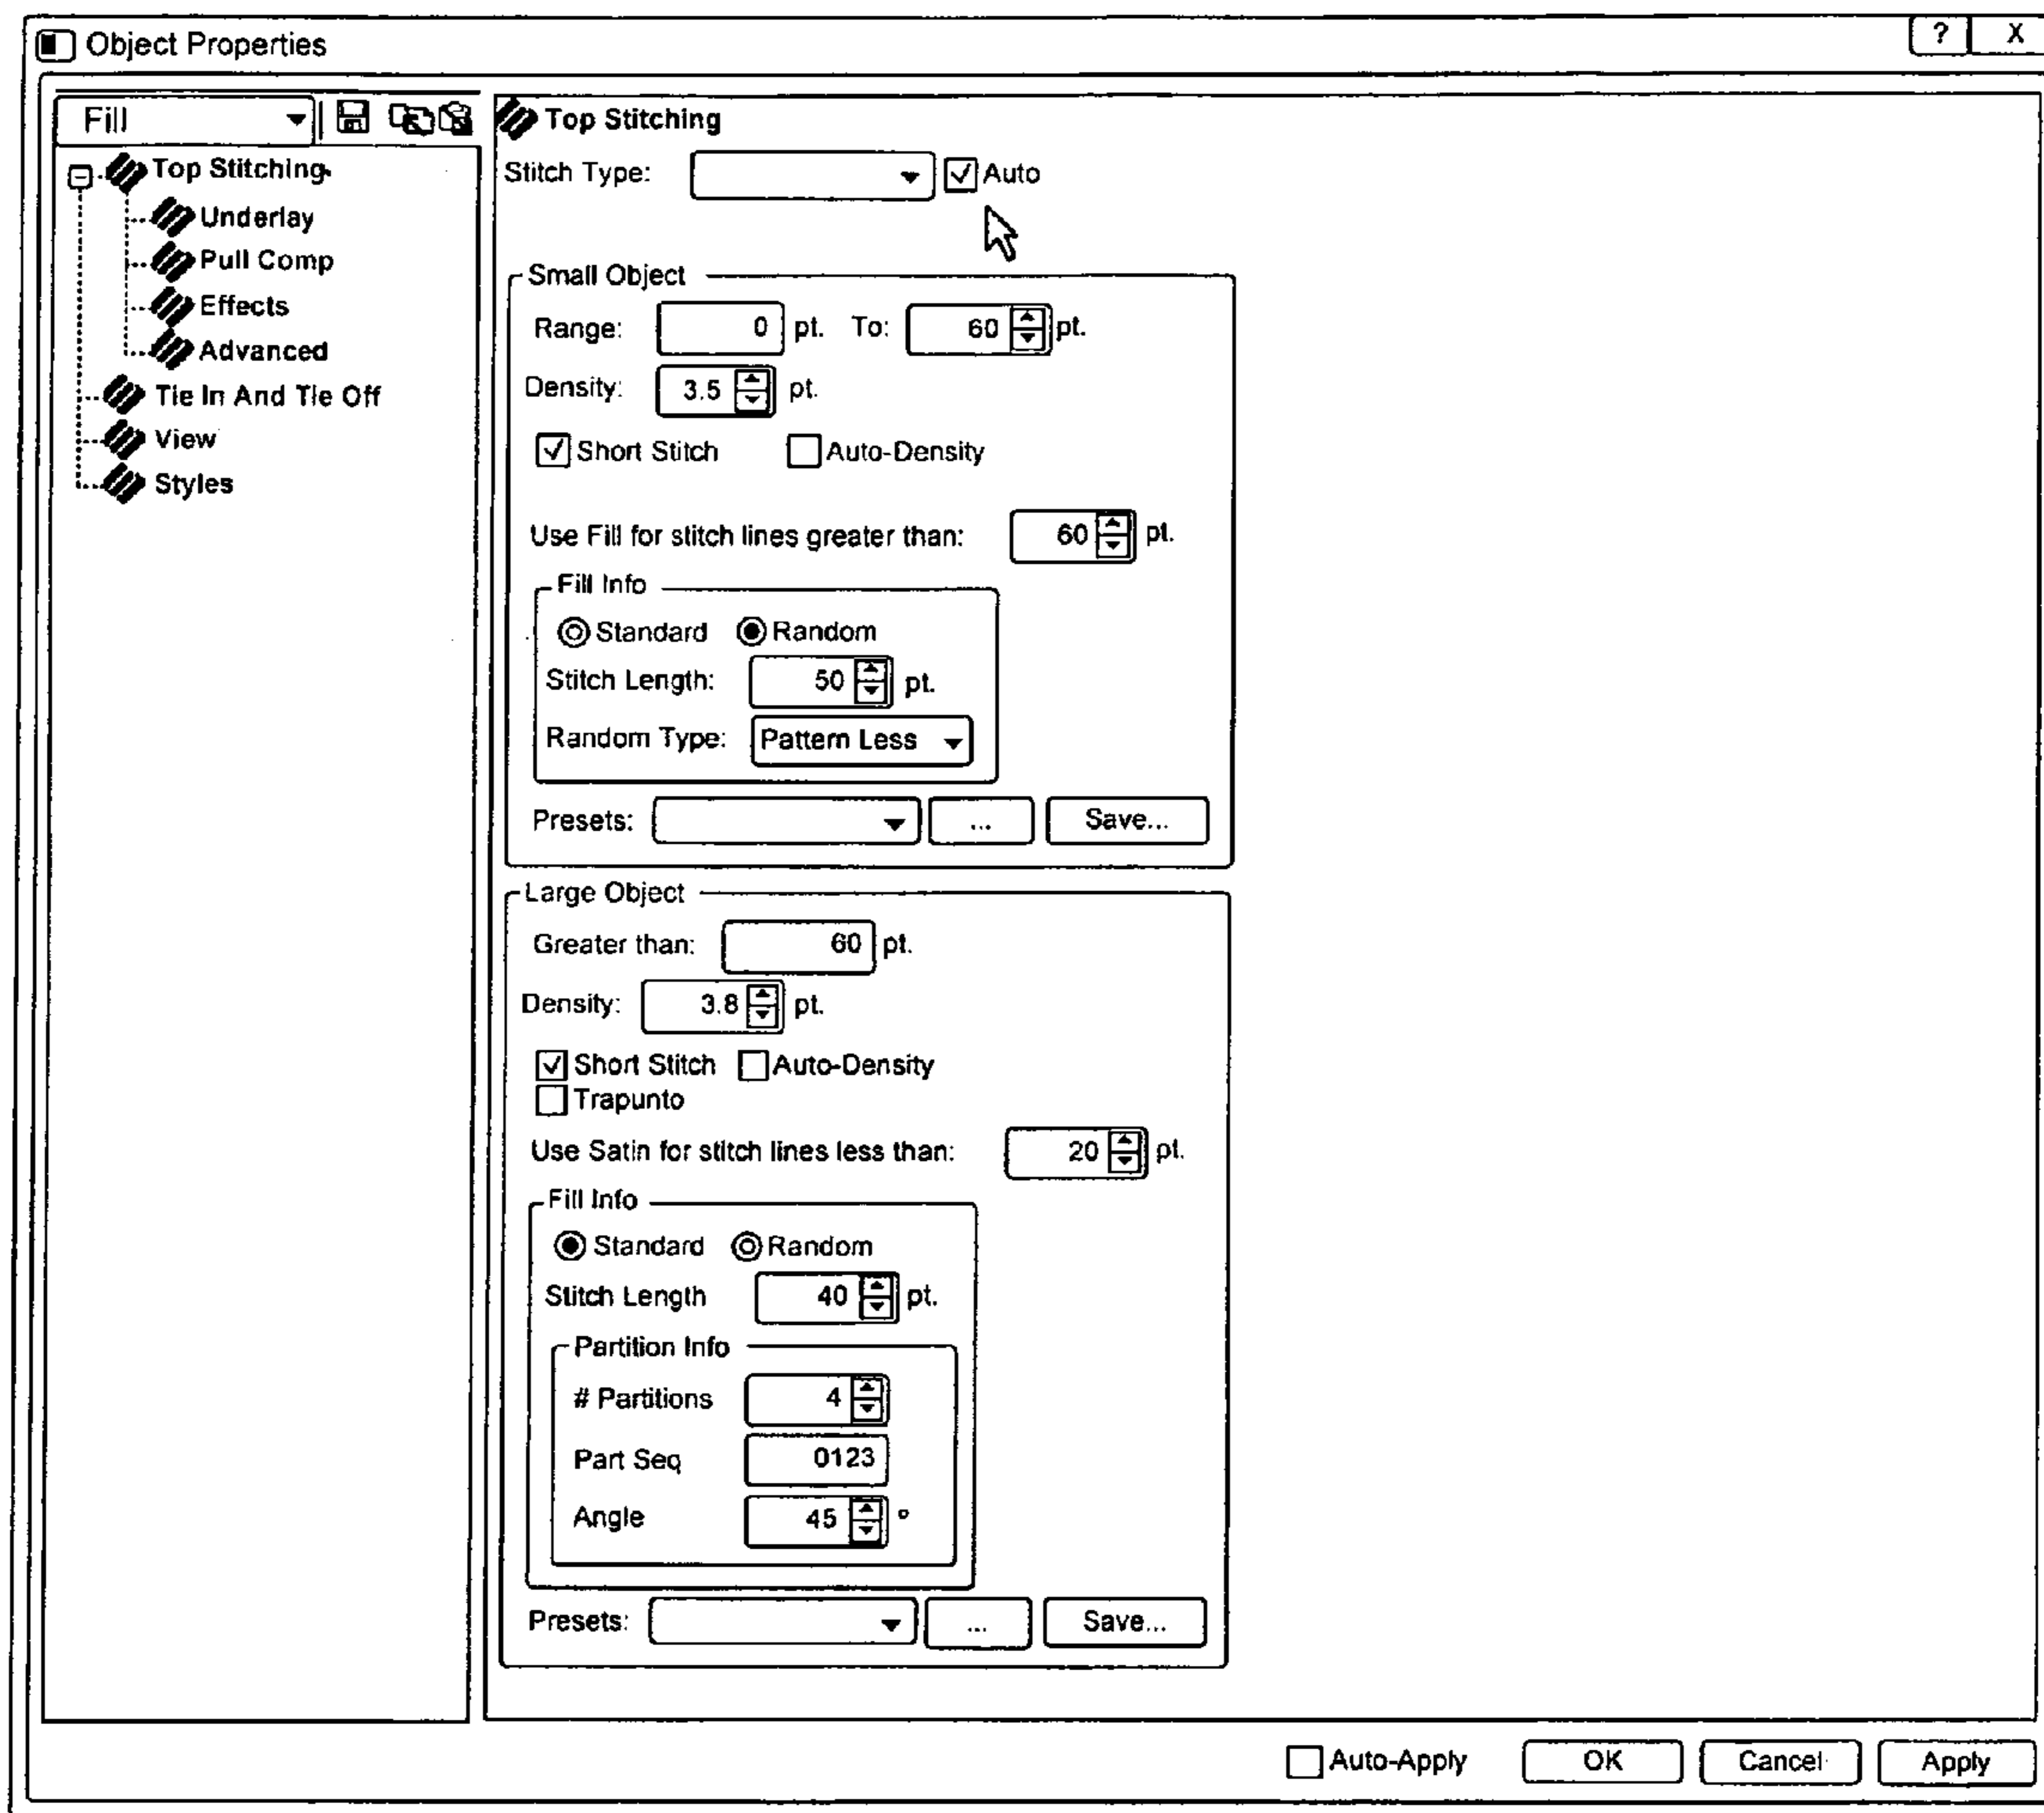 Object Properties ? X
Fill
Top Stitching
Underlay
Pull Comp
Effects
Advanced
Tie In And Tie Off
View
Styles
Top Stitching
Stitch Type: Auto
Small Object
Range: 0 pt. To: 60 pt.
Density: 3.5 pt.
Short Stitch Auto-Density
Use Fill for stitch lines greater than: 60 pt.
Fill Info
Standard Random
Stitch Length: 50 pt.
Random Type: Pattern Less
Presets: ... Save...
Large Object
Greater than: 60 pt.
Density: 3.8 pt.
Short Stitch Auto-Density
Trapunto
Use Satin for stitch lines less than: 20 pt.
Fill Info
Standard Random
Stitch Length 40 pt.
Partition Info
# Partitions 4
Part Seq 0123
Angle 45 °
Presets: ... Save...
Auto-Apply OK Cancel Apply